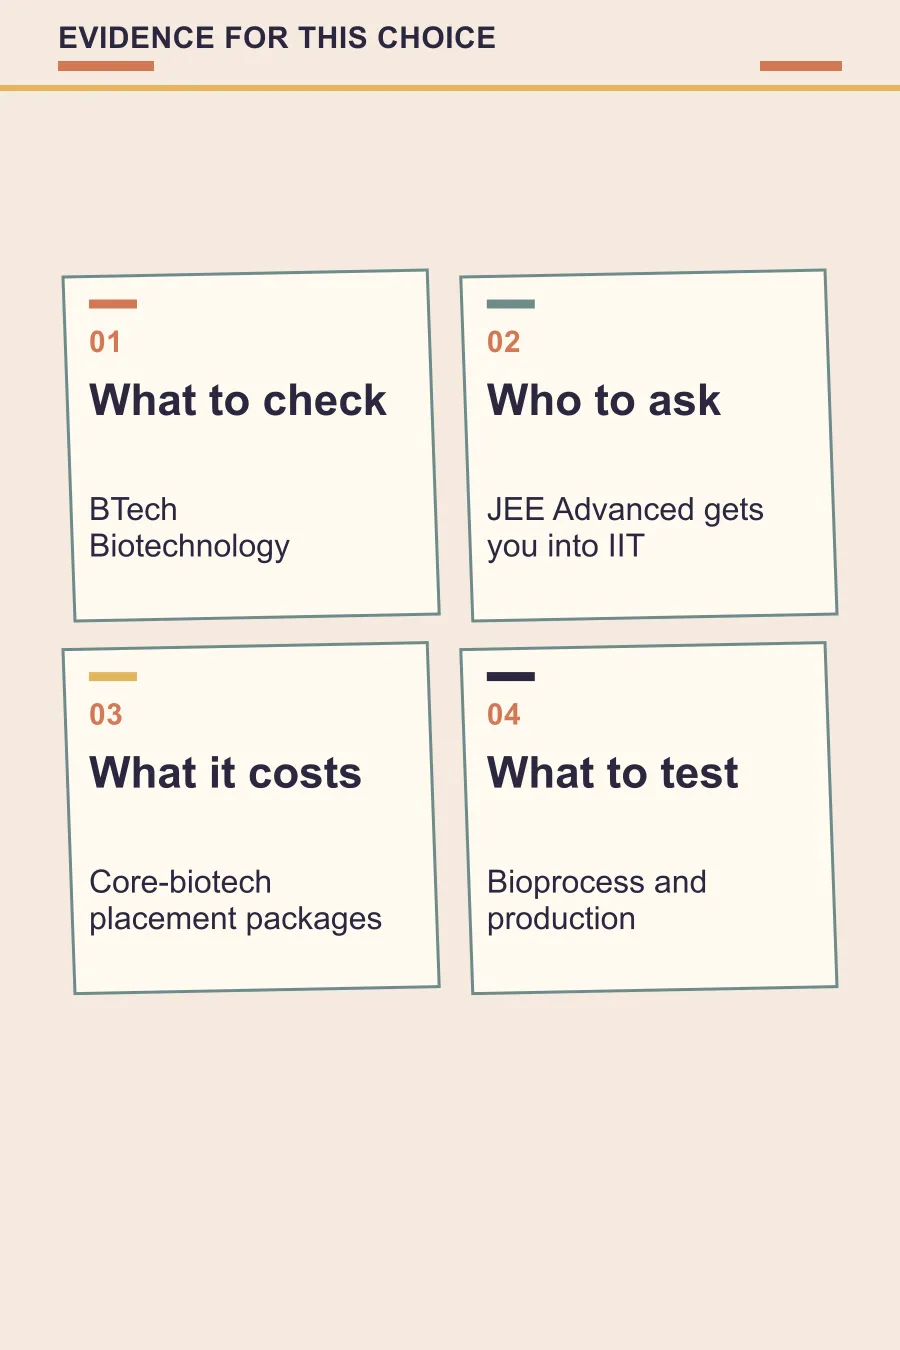 EVIDENCE FOR THIS CHOICE
01
What to check
BTech
Biotechnology
02
Who to ask
JEE Advanced gets
you into IIT
03
What it costs
Core-biotech
placement packages
04
What to test
Bioprocess and
production